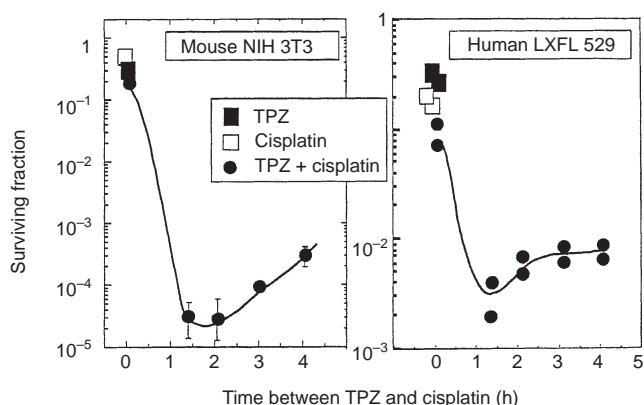 Mouse NIH 3T3
Human LXFL 529
TPZ
Cisplatin
TPZ + cisplatin
Surviving fraction
1
10⁻¹
10⁻²
10⁻³
10⁻⁴
10⁻⁵
0 1 2 3 4
1
10⁻²
10⁻³
0 1 2 3 4 5
Time between TPZ and cisplatin (h)